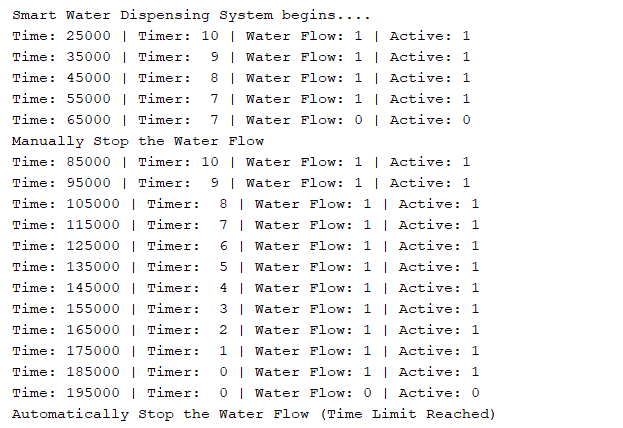 Smart Water Dispensing System begins....
Time: 25000 | Timer: 10 | Water Flow: 1 | Active: 1
Time: 35000 | Timer:  9 | Water Flow: 1 | Active: 1
Time: 45000 | Timer:  8 | Water Flow: 1 | Active: 1
Time: 55000 | Timer:  7 | Water Flow: 1 | Active: 1
Time: 65000 | Timer:  7 | Water Flow: 0 | Active: 0
Manually Stop the Water Flow
Time: 85000 | Timer: 10 | Water Flow: 1 | Active: 1
Time: 95000 | Timer:  9 | Water Flow: 1 | Active: 1
Time: 105000 | Timer:  8 | Water Flow: 1 | Active: 1
Time: 115000 | Timer:  7 | Water Flow: 1 | Active: 1
Time: 125000 | Timer:  6 | Water Flow: 1 | Active: 1
Time: 135000 | Timer:  5 | Water Flow: 1 | Active: 1
Time: 145000 | Timer:  4 | Water Flow: 1 | Active: 1
Time: 155000 | Timer:  3 | Water Flow: 1 | Active: 1
Time: 165000 | Timer:  2 | Water Flow: 1 | Active: 1
Time: 175000 | Timer:  1 | Water Flow: 1 | Active: 1
Time: 185000 | Timer:  0 | Water Flow: 1 | Active: 1
Time: 195000 | Timer:  0 | Water Flow: 0 | Active: 0
Automatically Stop the Water Flow (Time Limit Reached)